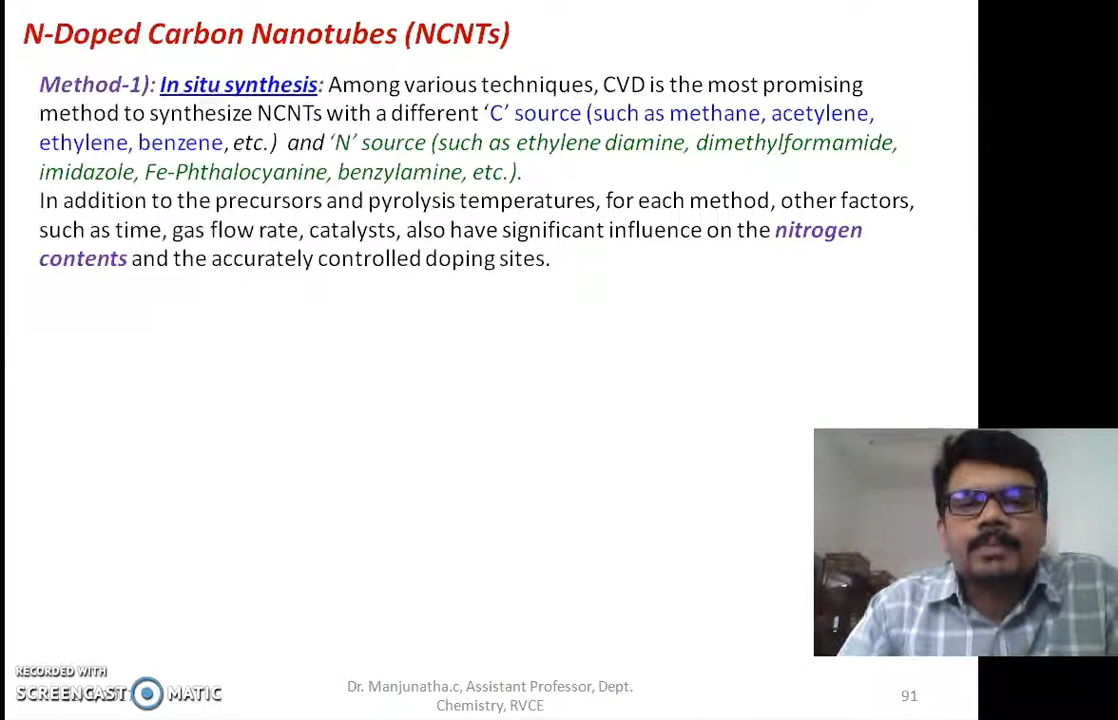 N-Doped Carbon Nanotubes (NCNTs)
Method-1): In situ synthesis: Among various techniques, CVD is the most promising
method to synthesize NCNTs with a different ‘C’ source (such as methane, acetylene,
ethylene, benzene, etc.) and ‘N’ source (such as ethylene diamine, dimethylformamide,
imidazole, Fe-Phthalocyanine, benzylamine, etc.).
In addition to the precursors and pyrolysis temperatures, for each method, other factors,
such as time, gas flow rate, catalysts, also have significant influence on the nitrogen
contents and the accurately controlled doping sites.
RECORDED WITH
SCREENCAST MATIC
Dr. Manjunatha.c, Assistant Professor, Dept.
Chemistry, RVCE
91